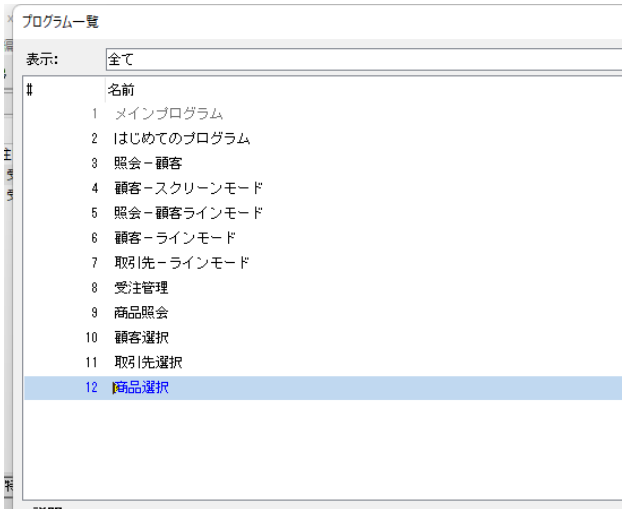 プログラム一覧
表示: 全て
# 名前
1 メインプログラム
2 はじめてのプログラム
3 照会－顧客
4 顧客－スクリーンモード
5 照会－顧客ラインモード
6 顧客－ラインモード
7 取引先－ラインモード
8 受注管理
9 商品照会
10 顧客選択
11 取引先選択
12 商品選択